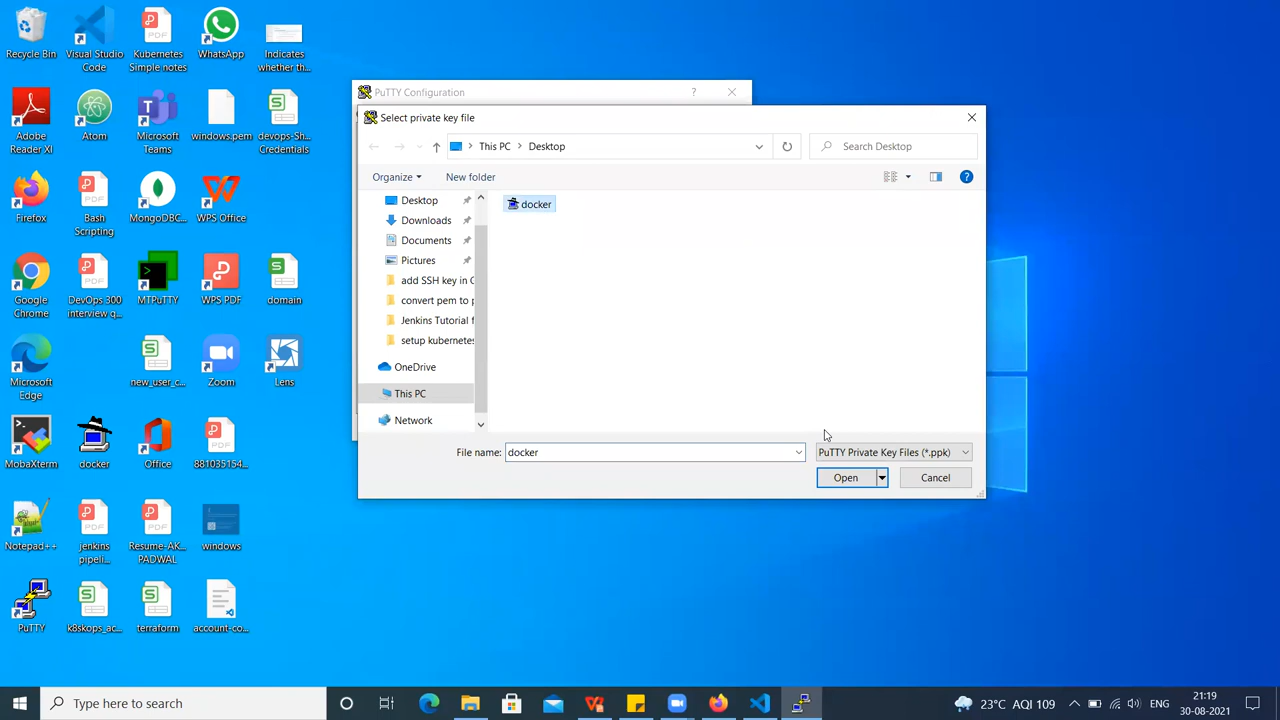 Recycle Bin
Visual Studio
Code
Kubernetes
Simple notes
WhatsApp
Indicates
whether th...
Adobe
Reader XI
Atom
Microsoft
Teams
windows.pem
devops-Sh...
Credentials
Firefox
Bash
Scripting
MongoDBC...
WPS Office
Google
Chrome
DevOps 300
interview q...
MTPuTTY
WPS PDF
domain
Microsoft
Edge
new_user_c...
Zoom
Lens
MobaXterm
docker
Office
881035154...
Notepad++
jenkins
pipeli...
Resume-AK...
PADWAL
windows
PuTTY
k8skops_ac...
terraform
account-co...
PuTTY Configuration
?
Select private key file
This PC
Desktop
Search Desktop
Organize
New folder
?
Desktop
Downloads
Documents
Pictures
add SSH key in
convert pem to p
Jenkins Tutorial f
setup kubernetes
OneDrive
This PC
Network
docker
File name:
docker
PuTTY Private Key Files (*.ppk)
Open
Cancel
Type here to search
23°C AQI 109
ENG
21:19
30-08-2021